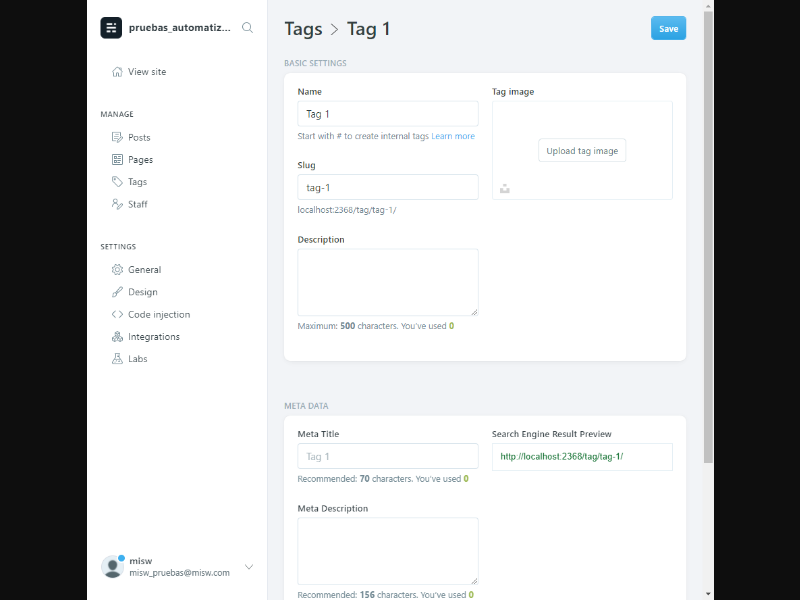 pruebas_automatiz...
View site
MANAGE
Posts
Pages
Tags
Staff
SETTINGS
General
Design
Code injection
Integrations
Labs
misw
misw_pruebas@misw.com
Tags > Tag 1
Save
BASIC SETTINGS
Name
Tag 1
Start with # to create internal tags Learn more
Slug
tag-1
localhost:2368/tag/tag-1/
Description
Maximum: 500 characters. You've used 0
Tag image
Upload tag image
META DATA
Meta Title
Tag 1
Recommended: 70 characters. You've used 0
Meta Description
Recommended: 156 characters. You've used 0
Search Engine Result Preview
http://localhost:2368/tag/tag-1/